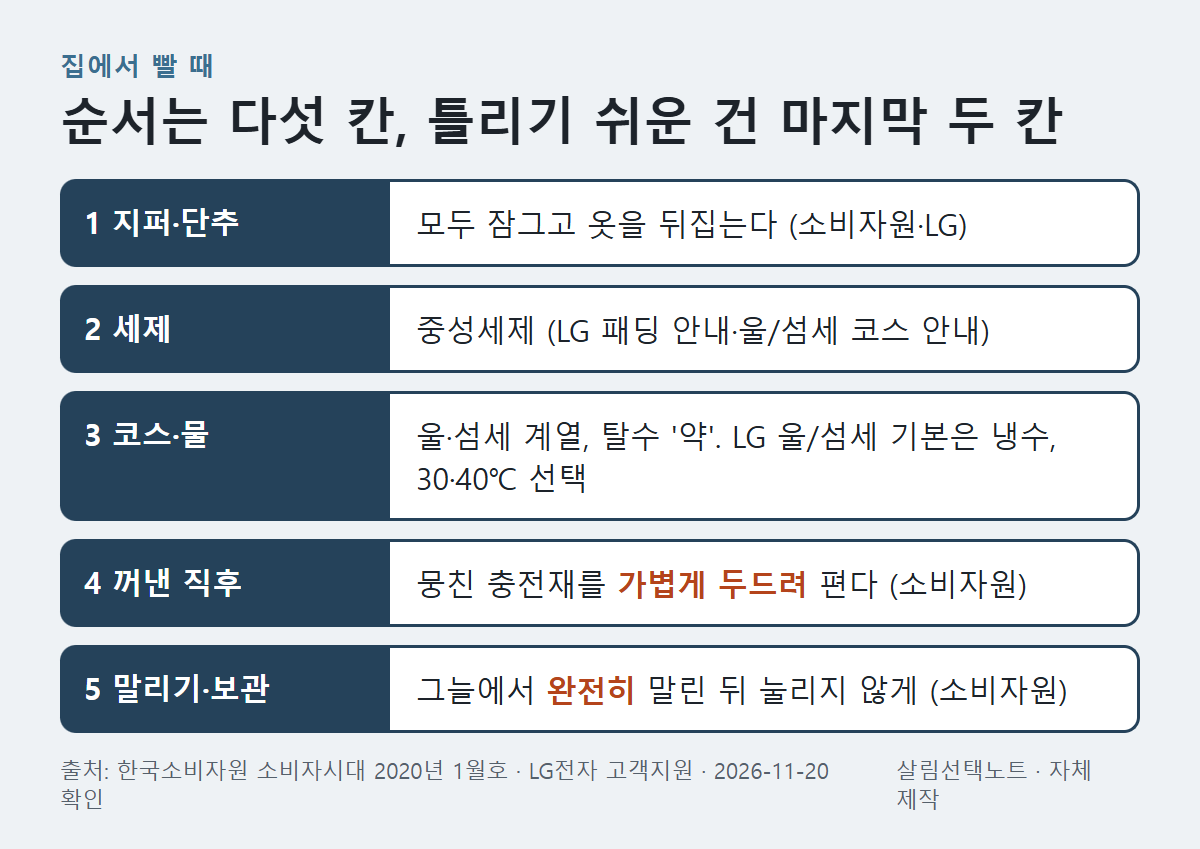 집에서 빨 때
순서는 다섯 칸, 틀리기 쉬운 건 마지막 두 칸
1 지퍼·단추
모두 잠그고 옷을 뒤집는다 (소비자원·LG)
2 세제
중성세제 (LG 패딩 안내·울/섬세 코스 안내)
3 코스·물
울·섬세 계열, 탈수 '약'. LG 울/섬세 기본은 냉수,
30·40℃ 선택
4 꺼낸 직후
뭉친 충전재를 가볍게 두드려 편다 (소비자원)
5 말리기·보관
그늘에서 완전히 말린 뒤 눌리지 않게 (소비자원)
출처: 한국소비자원 소비자시대 2020년 1월호 · LG전자 고객지원 · 2026-11-20
확인
살림선택노트 · 자체
제작